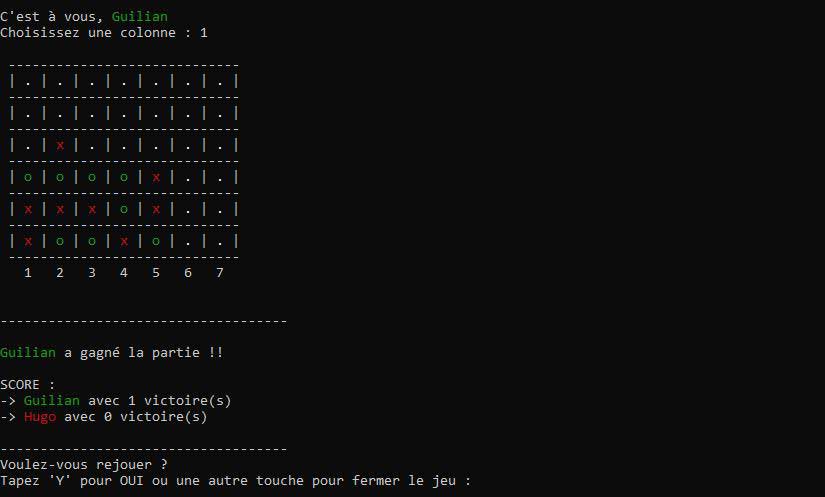 C'est à vous, Guilian
Choisissez une colonne : 1
-----------------------------
| . | . | . | . | . | . | . |
-----------------------------
| . | . | . | . | . | . | . |
-----------------------------
| . | x | . | . | . | . | . |
-----------------------------
| o | o | o | o | x | . | . |
-----------------------------
| x | x | x | o | x | . | . |
-----------------------------
| x | o | o | x | o | . | . |
-----------------------------
1 2 3 4 5 6 7
------------------------------------
Guilian a gagné la partie !!
SCORE :
-> Guilian avec 1 victoire(s)
-> Hugo avec 0 victoire(s)
------------------------------------
Voulez-vous rejouer ?
Tapez 'Y' pour OUI ou une autre touche pour fermer le jeu :